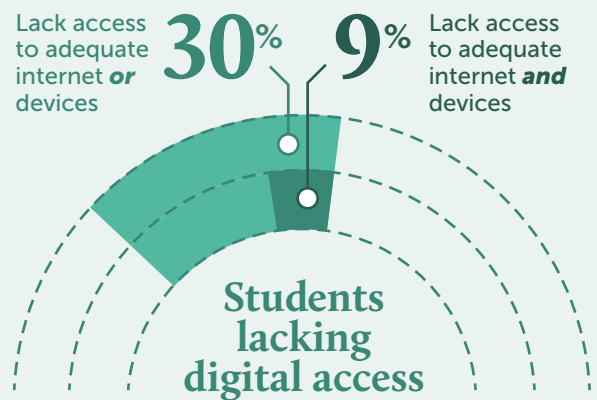 Lack access
to adequate
internet or
devices
30%
9%
Lack access
to adequate
internet and
devices
Students
lacking
digital access